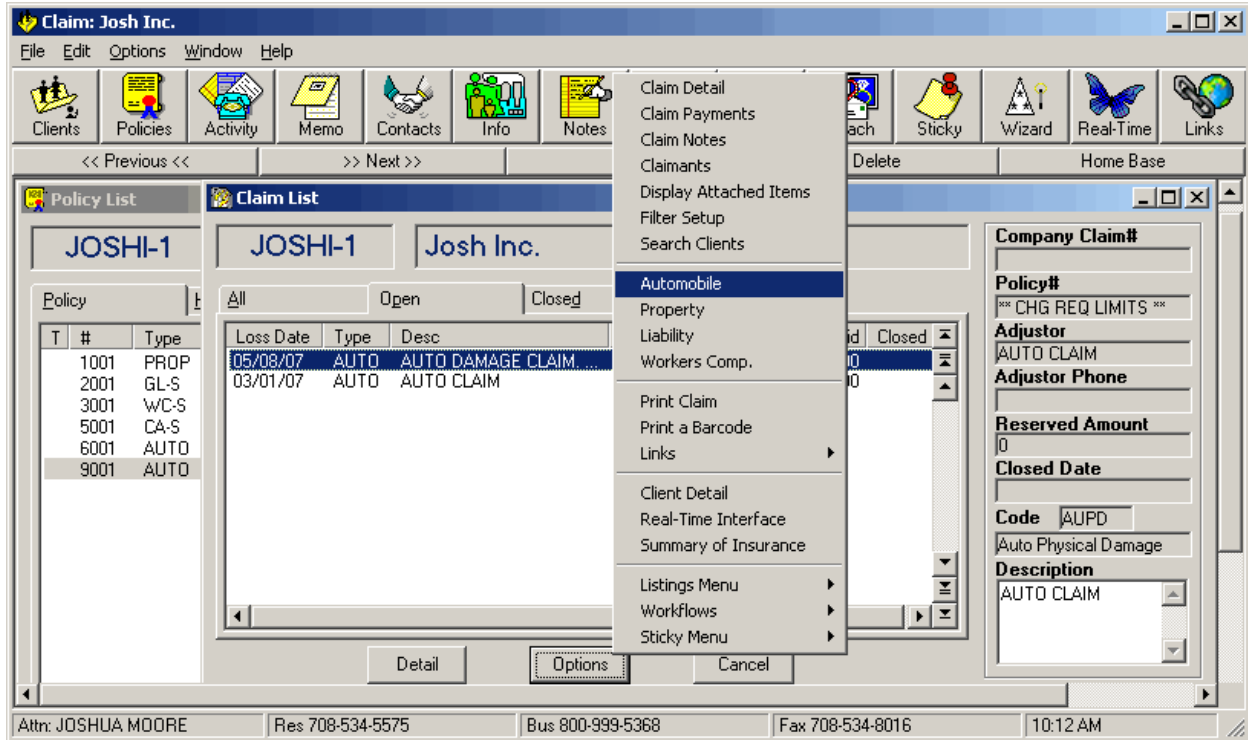 Claim: Josh Inc.
File Edit Options Window Help
Clients Policies Activity Memo Contacts Info Notes Sticky Wizard Real-Time Links
<< Previous << >> Next >> Delete Home Base
Policy List
JOSHI-1
Policy
T # Type
1001 PROP
2001 GL-S
3001 WC-S
5001 CA-S
6001 AUTO
9001 AUTO
Claim List
JOSHI-1 Josh Inc.
All Open Closed
Loss Date Type Desc Closed
05/08/07 AUTO AUTO DAMAGE CLAIM. ...
03/01/07 AUTO AUTO CLAIM
Detail Options Cancel
Claim Detail
Claim Payments
Claim Notes
Claimants
Display Attached Items
Filter Setup
Search Clients
Automobile
Property
Liability
Workers Comp.
Print Claim
Print a Barcode
Links
Client Detail
Real-Time Interface
Summary of Insurance
Listings Menu
Workflows
Sticky Menu
Company Claim#
Policy#
** CHG REQ LIMITS **
Adjustor
AUTO CLAIM
Adjustor Phone
Reserved Amount
0
Closed Date
Code AUPD
Auto Physical Damage
Description
AUTO CLAIM
Attn: JOSHUA MOORE Res 708-534-5575 Bus 800-999-5368 Fax 708-534-8016 10:12 AM